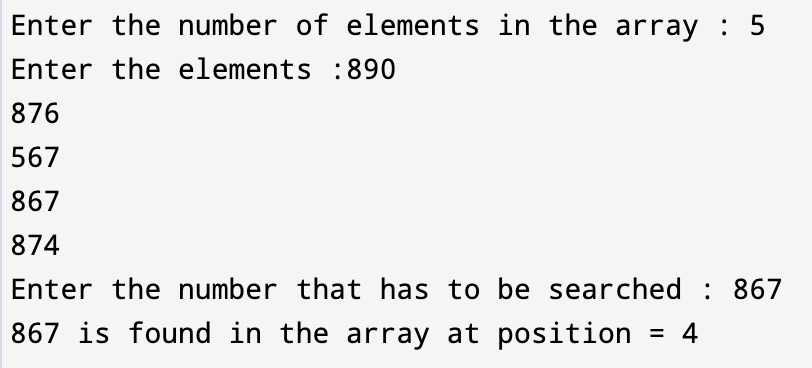 Enter the number of elements in the array : 5
Enter the elements :890
876
567
867
874
Enter the number that has to be searched : 867
867 is found in the array at position = 4